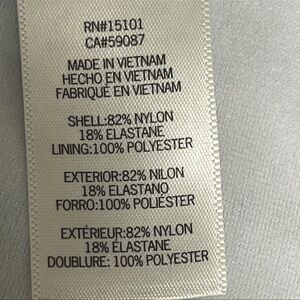 RN#15101
CA#59087
MADE IN VIETNAM
HECHO EN VIETNAM
FABRIQUÉ EN VIETNAM
SHELL:82% NYLON
18% ELASTANE
LINING:100% POLYESTER
EXTERIOR:82% NILON
18% ELASTANO
FORRO:100% POLIÉSTER
EXTÉRIEUR:82% NYLON
18% ÉLASTANE
DOUBLURE: 100% POLYESTER